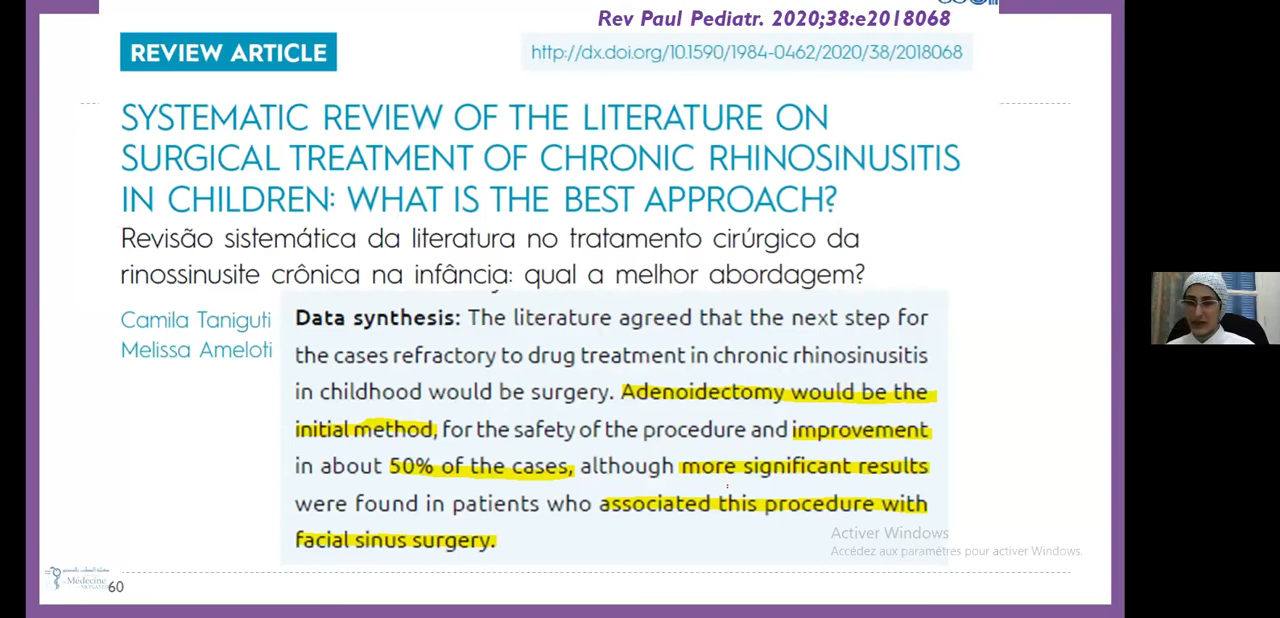 Rev Paul Pediatr. 2020;38:e2018068
REVIEW ARTICLE
http://dx.doi.org/10.1590/1984-0462/2020/38/2018068
SYSTEMATIC REVIEW OF THE LITERATURE ON
SURGICAL TREATMENT OF CHRONIC RHINOSINUSITIS
IN CHILDREN: WHAT IS THE BEST APPROACH?
Revisão sistemática da literatura no tratamento cirúrgico da
rinossinusite crônica na infância: qual a melhor abordagem?
Camila Taniguti
Melissa Ameloti
Data synthesis: The literature agreed that the next step for
the cases refractory to drug treatment in chronic rhinosinusitis
in childhood would be surgery. Adenoidectomy would be the
initial method, for the safety of the procedure and improvement
in about 50% of the cases, although more significant results
were found in patients who associated this procedure with
facial sinus surgery.
Activer Windows
Accédez aux paramètres pour activer Windows.
Médecine
60